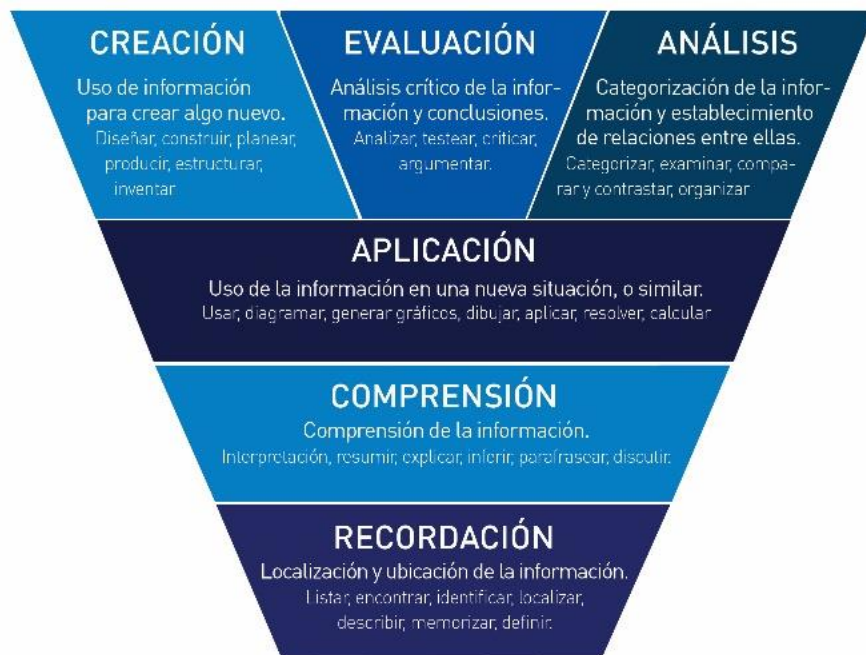 CREACIÓN
Uso de información
para crear algo nuevo.
Diseñar, construir, planear,
producir, estructurar,
inventar
EVALUACIÓN
Análisis crítico de la infor-
mación y conclusiones.
Analizar, testear, criticar,
argumentar.
ANÁLISIS
Categorización de la infor-
mación y establecimiento
de relaciones entre ellas.
Categorizar, examinar, compa-
rar y contrastar, organizar
APLICACIÓN
Uso de la información en una nueva situación, o similar.
Usar, diagramar, generar gráficos, dibujar, aplicar, resolver, calcular
COMPRENSIÓN
Comprensión de la información.
Interpretación, resumir, explicar, inferir, parafrasear, discutir.
RECORDACIÓN
Localización y ubicación de la información.
Listar, encontrar, identificar, localizar,
describir, memorizar, definir.